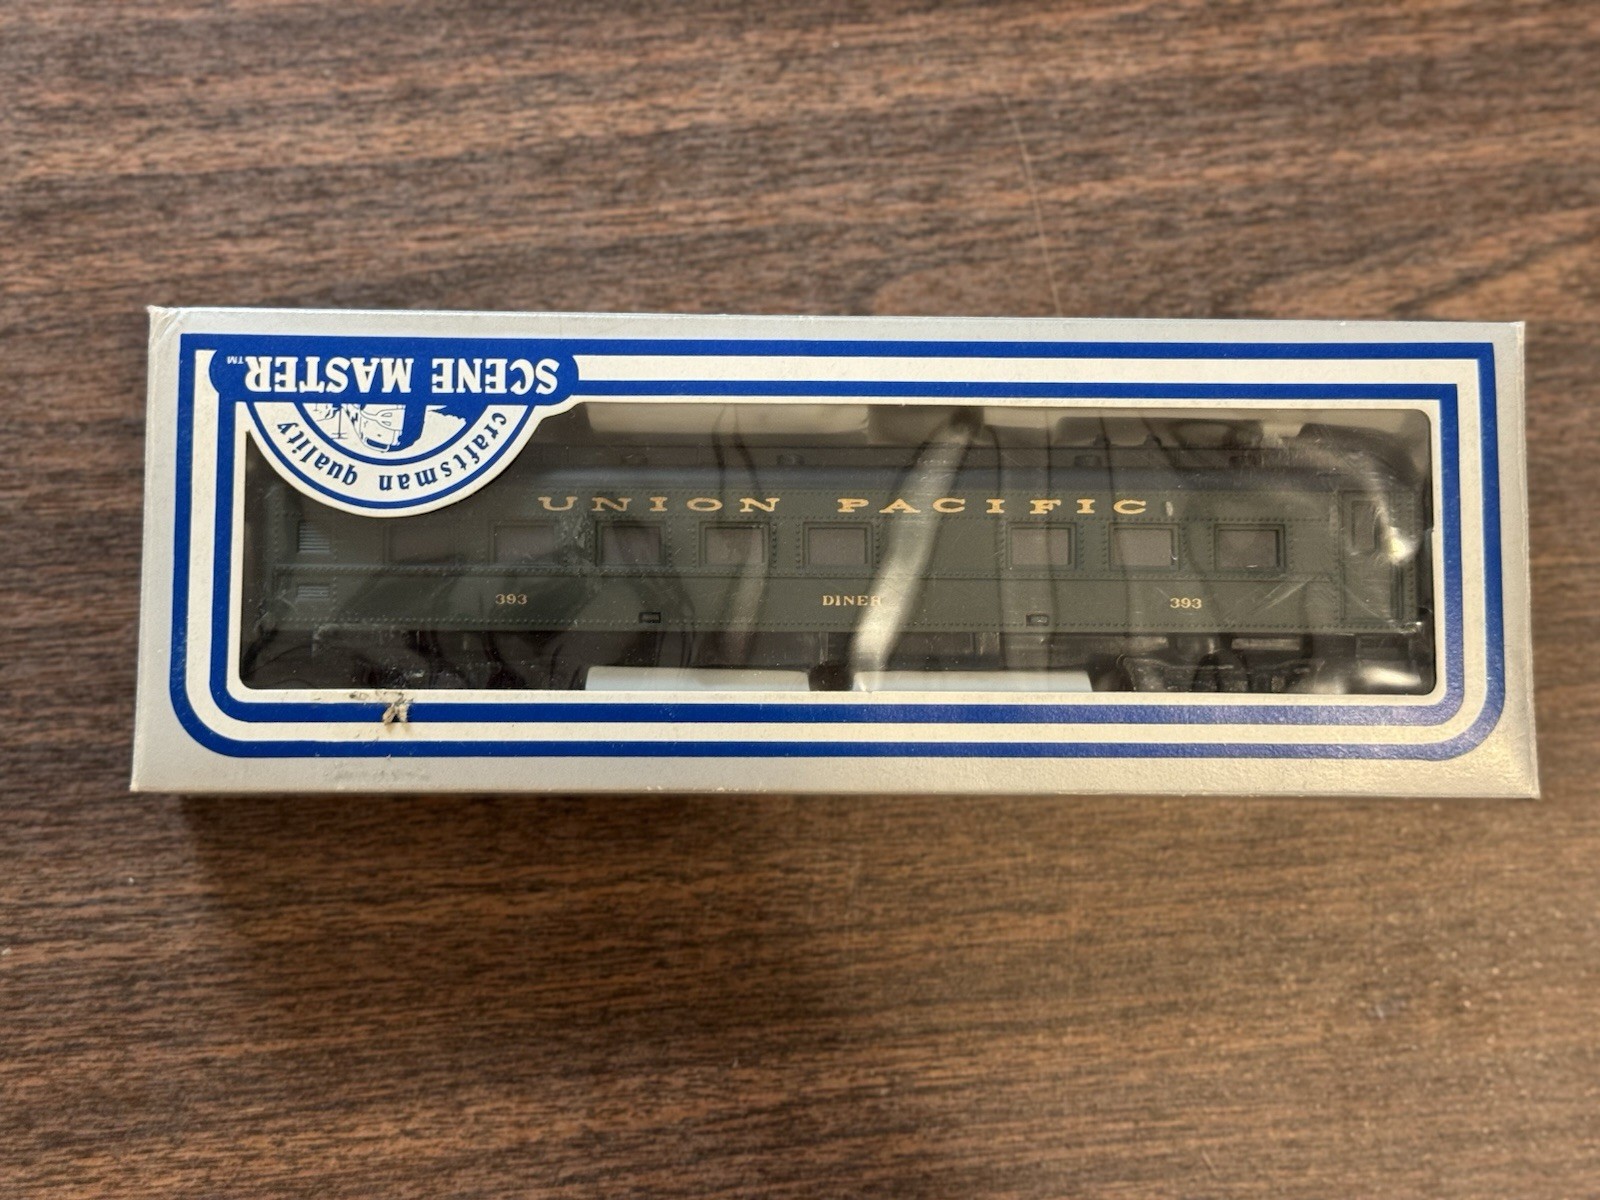 SCENE MASTER™
craftsman quality
UNION PACIFIC
393 DINER 393